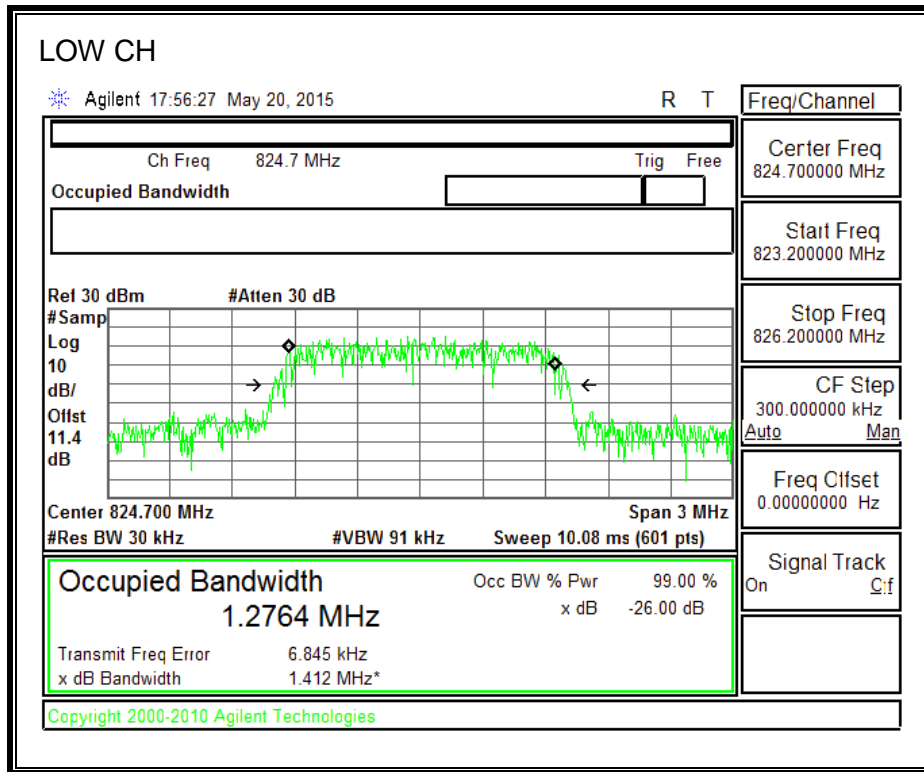 LOW CH
Agilent 17:56:27 May 20, 2015 R T
Freq/Channel
Ch Freq 824.7 MHz Trig Free
Occupied Bandwidth
Center Freq
824.700000 MHz
Start Freq
823.200000 MHz
Stop Freq
826.200000 MHz
CF Step
300.000000 kHz
Auto Man
Freq Offset
0.00000000 Hz
Signal Track
On Off
Ref 30 dBm #Atten 30 dB
#Samp
Log
10
dB/
Offst
11.4
dB
Center 824.700 MHz Span 3 MHz
#Res BW 30 kHz #VBW 91 kHz Sweep 10.08 ms (601 pts)
Occupied Bandwidth Occ BW % Pwr 99.00 %
1.2764 MHz x dB -26.00 dB
Transmit Freq Error 6.845 kHz
x dB Bandwidth 1.412 MHz*
Copyright 2000-2010 Agilent Technologies